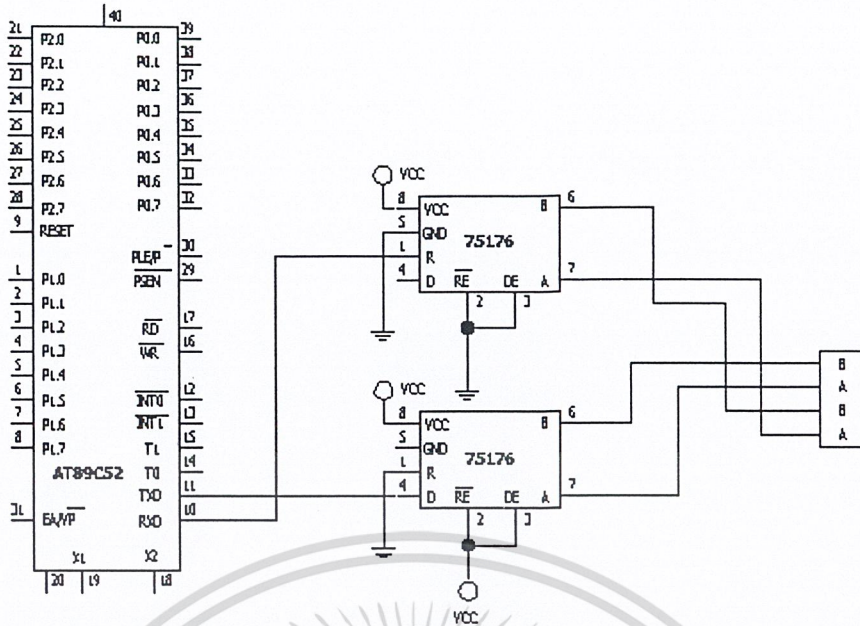 40
21 P2.0 P0.0 39
22 P2.1 P0.1 38
23 P2.2 P0.2 37
24 P2.3 P0.3 36
25 P2.4 P0.4 35
26 P2.5 P0.5 34
27 P2.6 P0.6 33
28 P2.7 P0.7 32
9 RESET
PLE/P 30
PSEN 29
1 P1.0
2 P1.1
3 P1.2 RD 17
4 P1.3 WR 16
5 P1.4
6 P1.5 INT0 12
7 P1.6 INT1 13
8 P1.7 T1 15
AT89C52 T0 14
TXD 11
31 EA/VP RXD 10
X1 X2
20 19 18
VCC
8 VCC B 6
5 GND
75176
1 R
4 D RE DE A 7
2 3
VCC
8 VCC B 6
5 GND
75176
1 R
4 D RE DE A 7
2 3
VCC
B
A
B
A